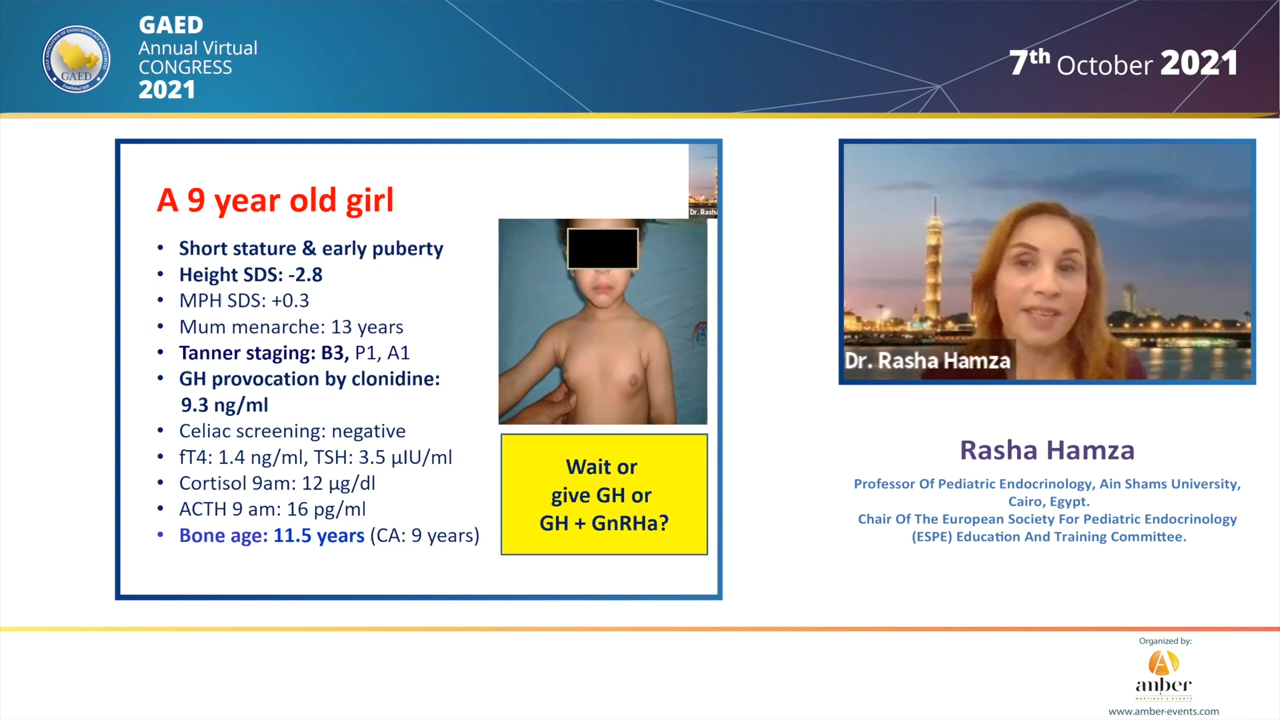 GAED
Annual Virtual
CONGRESS
2021
GAED
7th October 2021
A 9 year old girl
• Short stature & early puberty
• Height SDS: -2.8
• MPH SDS: +0.3
• Mum menarche: 13 years
• Tanner staging: B3, P1, A1
• GH provocation by clonidine:
9.3 ng/ml
• Celiac screening: negative
• fT4: 1.4 ng/ml, TSH: 3.5 µIU/ml
• Cortisol 9am: 12 µg/dl
• ACTH 9 am: 16 pg/ml
• Bone age: 11.5 years (CA: 9 years)
Dr. Rasha
Wait or
give GH or
GH + GnRHa?
Dr. Rasha Hamza
Rasha Hamza
Professor Of Pediatric Endocrinology, Ain Shams University,
Cairo, Egypt.
Chair Of The European Society For Pediatric Endocrinology
(ESPE) Education And Training Committee.
Organized by:
anber
www.amber-events.com